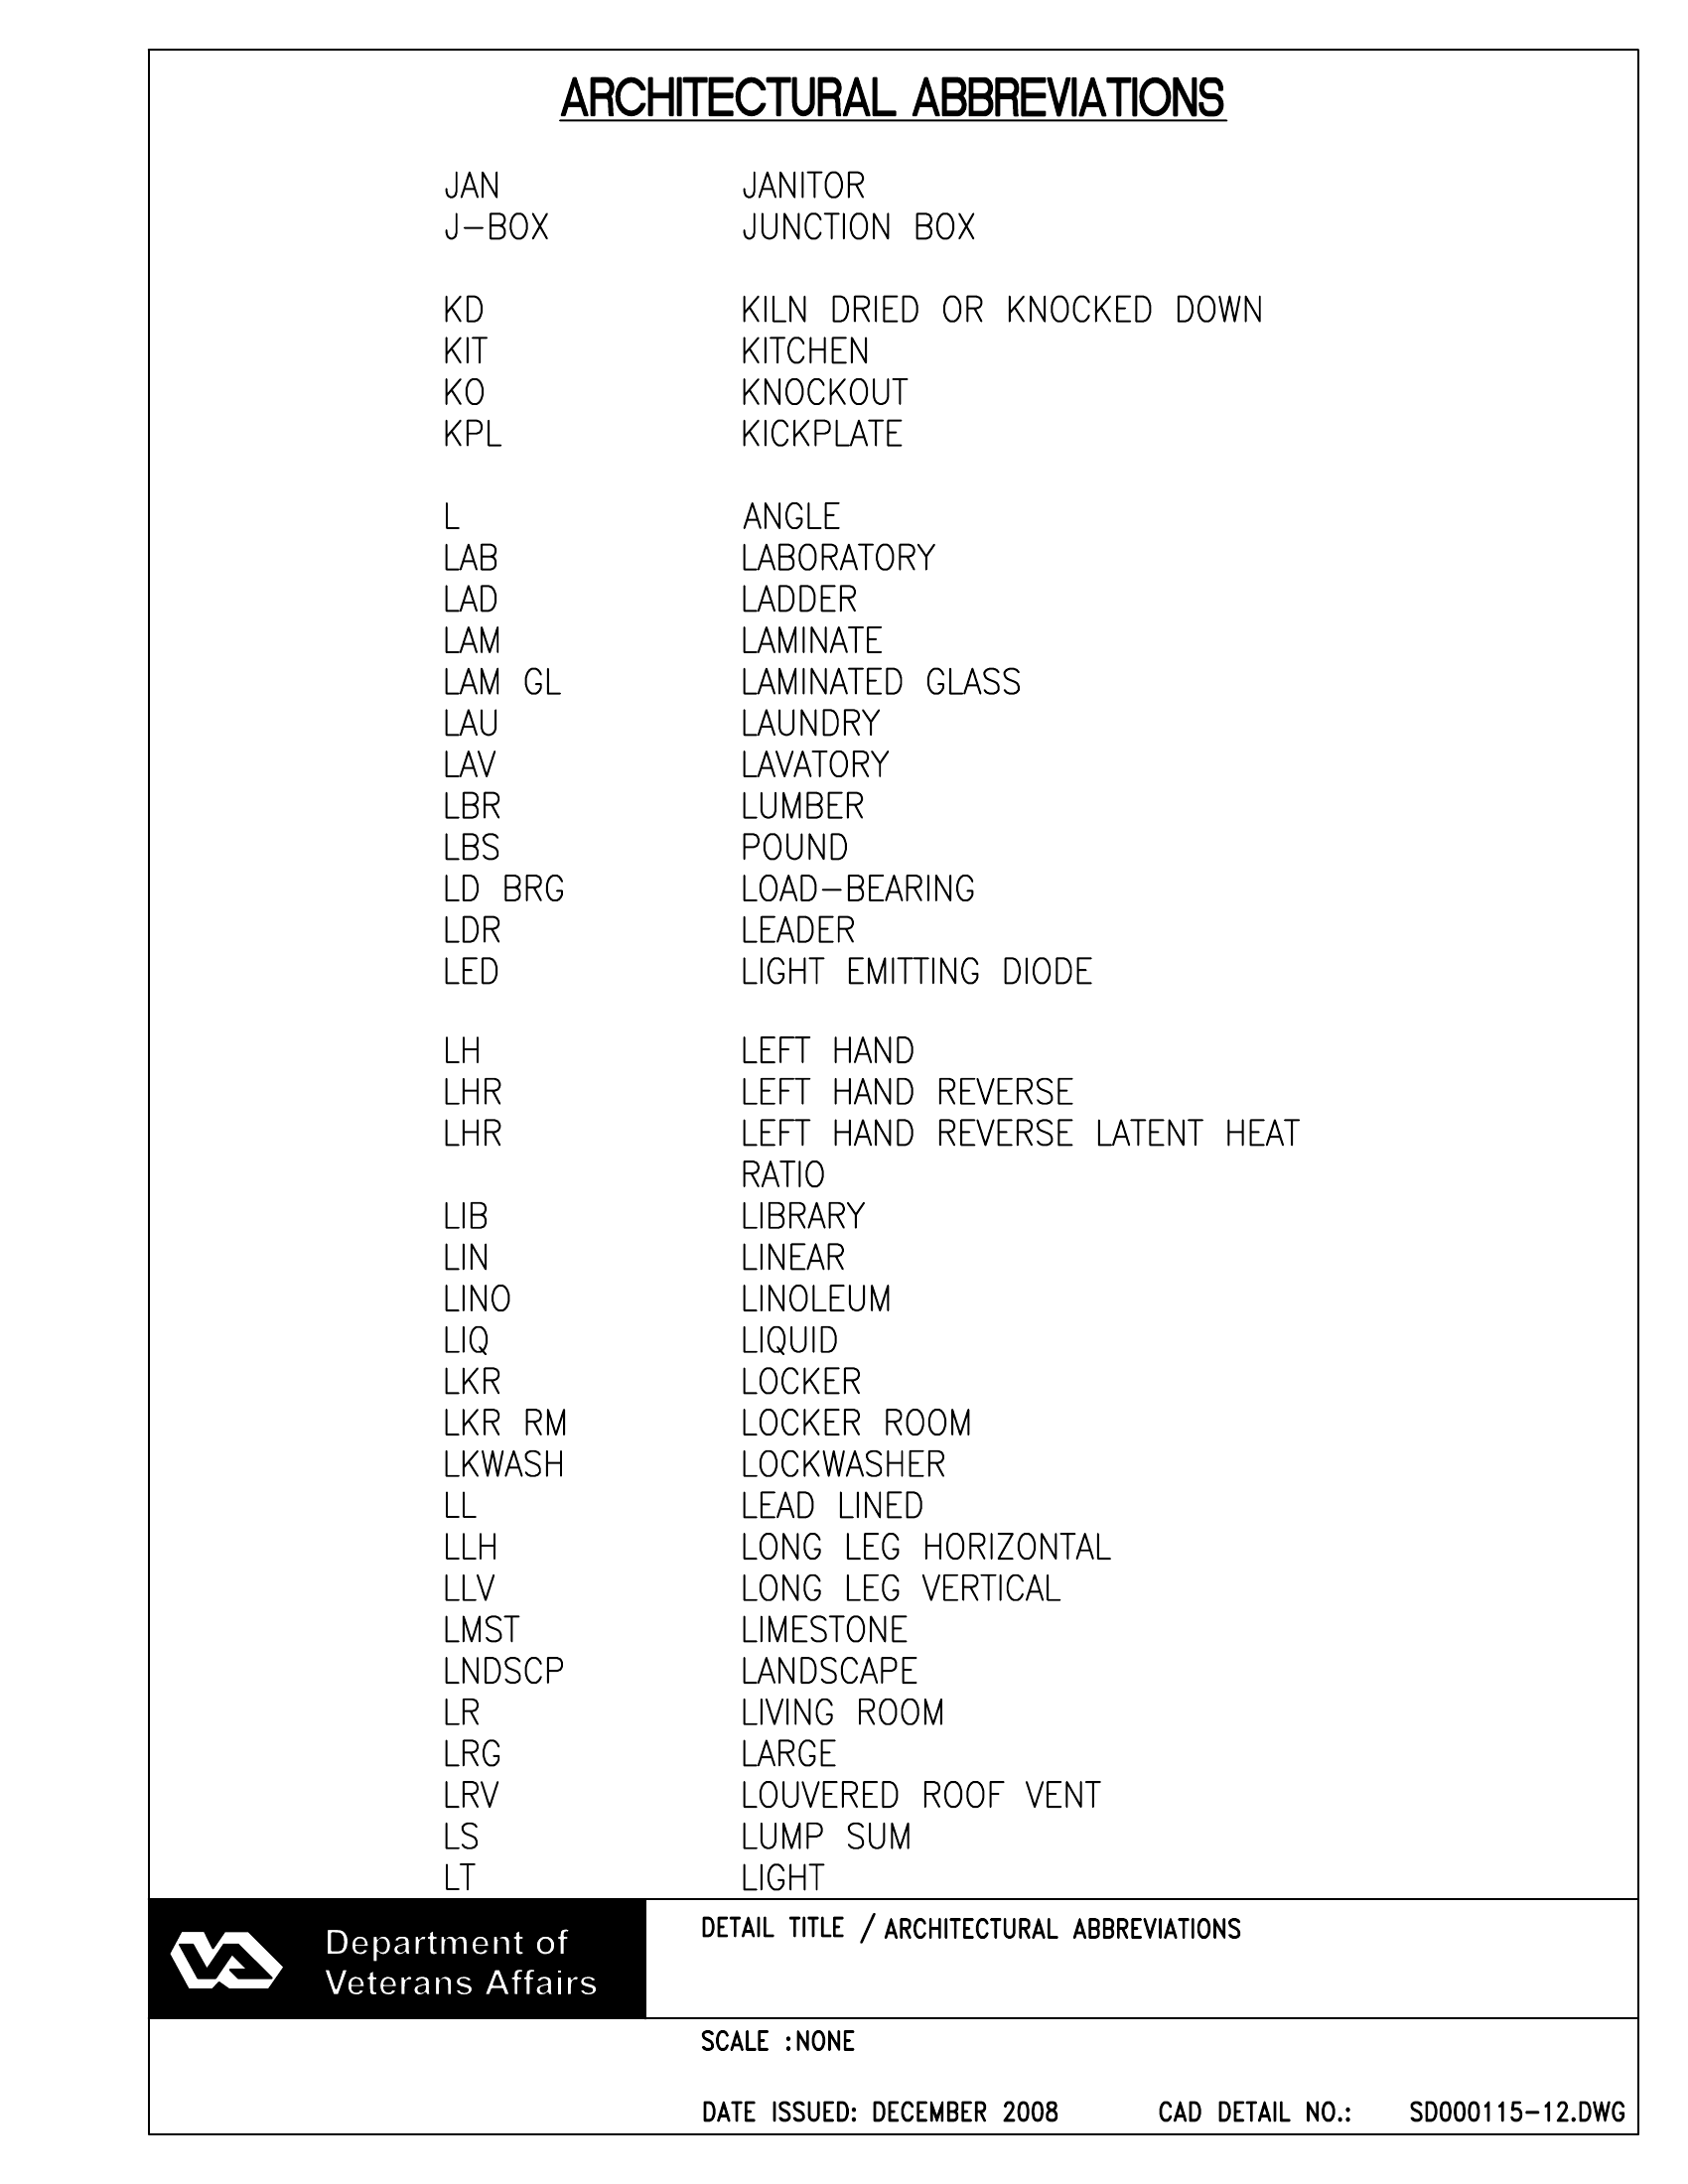 ARCHITECTURAL ABBREVIATIONS
JAN JANITOR
J-BOX JUNCTION BOX
KD KILN DRIED OR KNOCKED DOWN
KIT KITCHEN
KO KNOCKOUT
KPL KICKPLATE
L ANGLE
LAB LABORATORY
LAD LADDER
LAM LAMINATE
LAM GL LAMINATED GLASS
LAU LAUNDRY
LAV LAVATORY
LBR LUMBER
LBS POUND
LD BRG LOAD-BEARING
LDR LEADER
LED LIGHT EMITTING DIODE
LH LEFT HAND
LHR LEFT HAND REVERSE
LHR LEFT HAND REVERSE LATENT HEAT
RATIO
LIB LIBRARY
LIN LINEAR
LINO LINOLEUM
LIQ LIQUID
LKR LOCKER
LKR RM LOCKER ROOM
LKWASH LOCKWASHER
LL LEAD LINED
LLH LONG LEG HORIZONTAL
LLV LONG LEG VERTICAL
LMST LIMESTONE
LNDSCP LANDSCAPE
LR LIVING ROOM
LRG LARGE
LRV LOUVERED ROOF VENT
LS LUMP SUM
LT LIGHT
Department of
Veterans Affairs
DETAIL TITLE / ARCHITECTURAL ABBREVIATIONS
SCALE :NONE
DATE ISSUED: DECEMBER 2008 CAD DETAIL NO.: SD000115-12.DWG